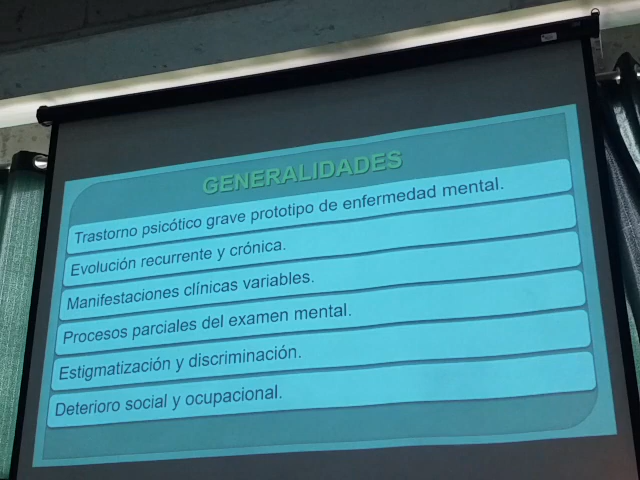 GENERALIDADES
Trastorno psicótico grave prototipo de enfermedad mental.
Evolución recurrente y crónica.
Manifestaciones clínicas variables.
Procesos parciales del examen mental.
Estigmatización y discriminación.
Deterioro social y ocupacional.